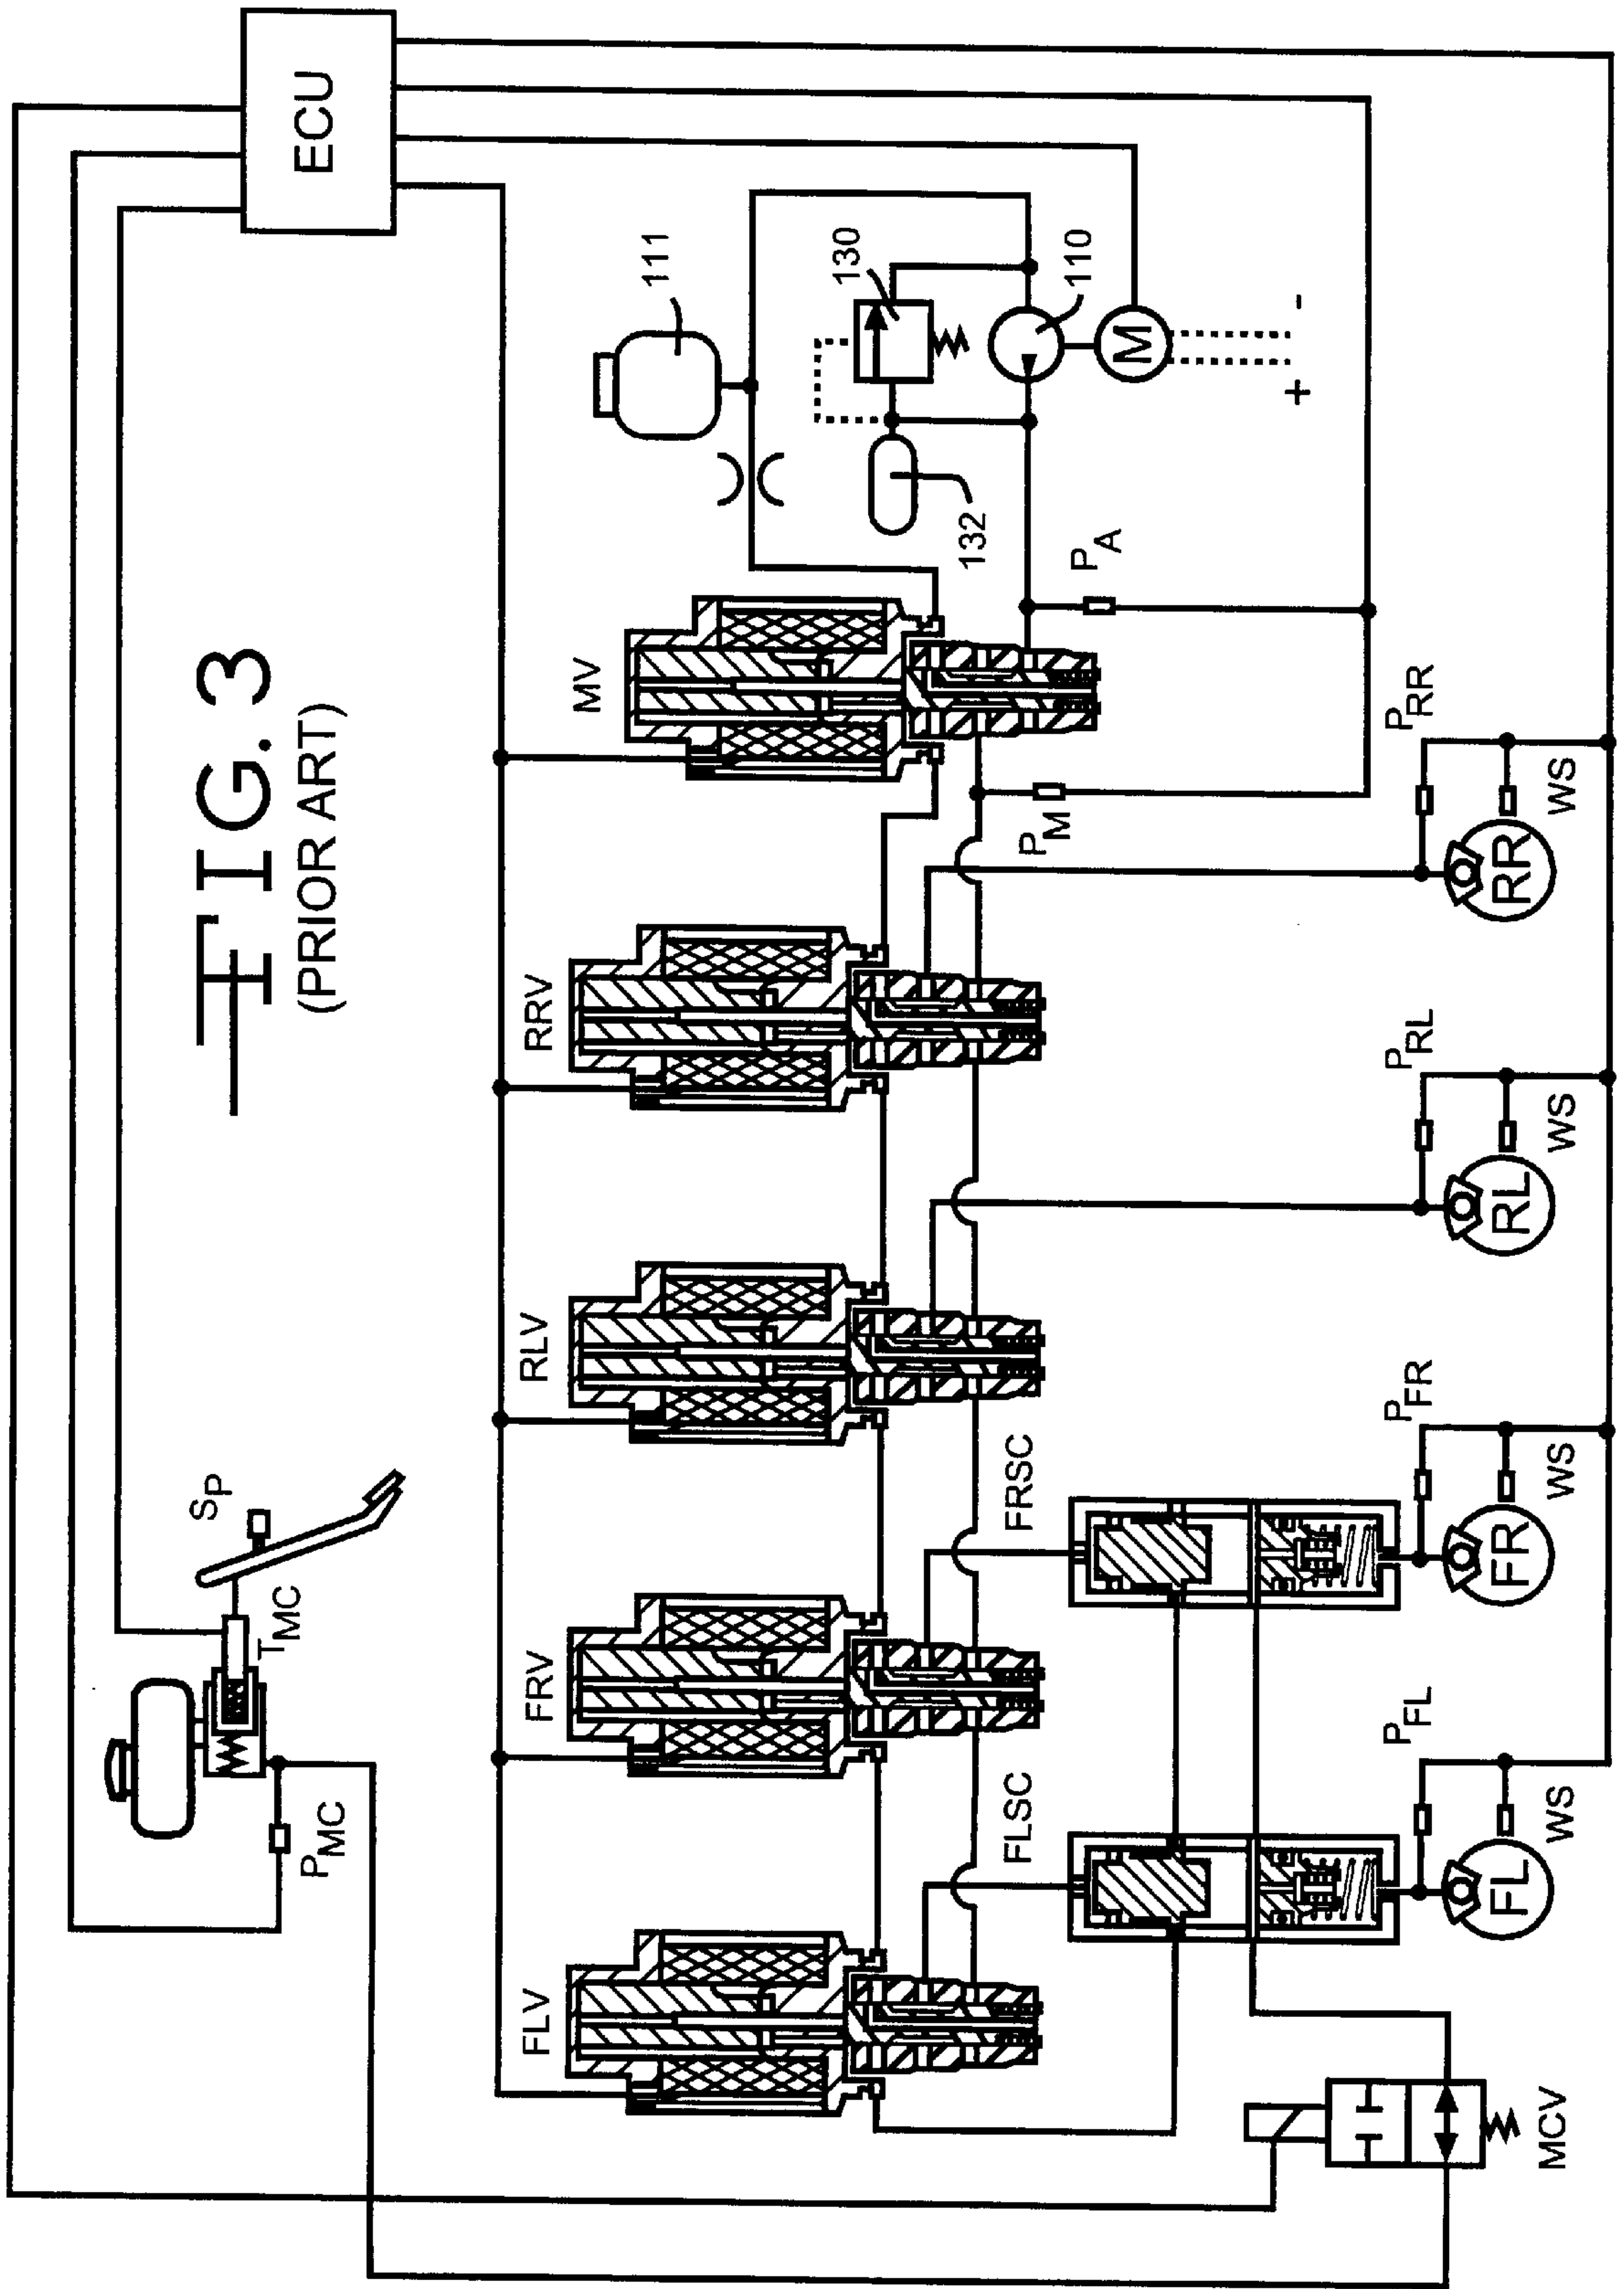 FIG. 3
(PRIOR ART)
ECU
S_P
T_MC
P_MC
111
130
110
M
+ -
132
P_A
MV
RRV
RLV
FRV
FLV
P_M
FRSC
FLSC
P_RR
P_RL
P_FR
P_FL
RR
RL
FR
FL
WS
WS
WS
WS
MCV